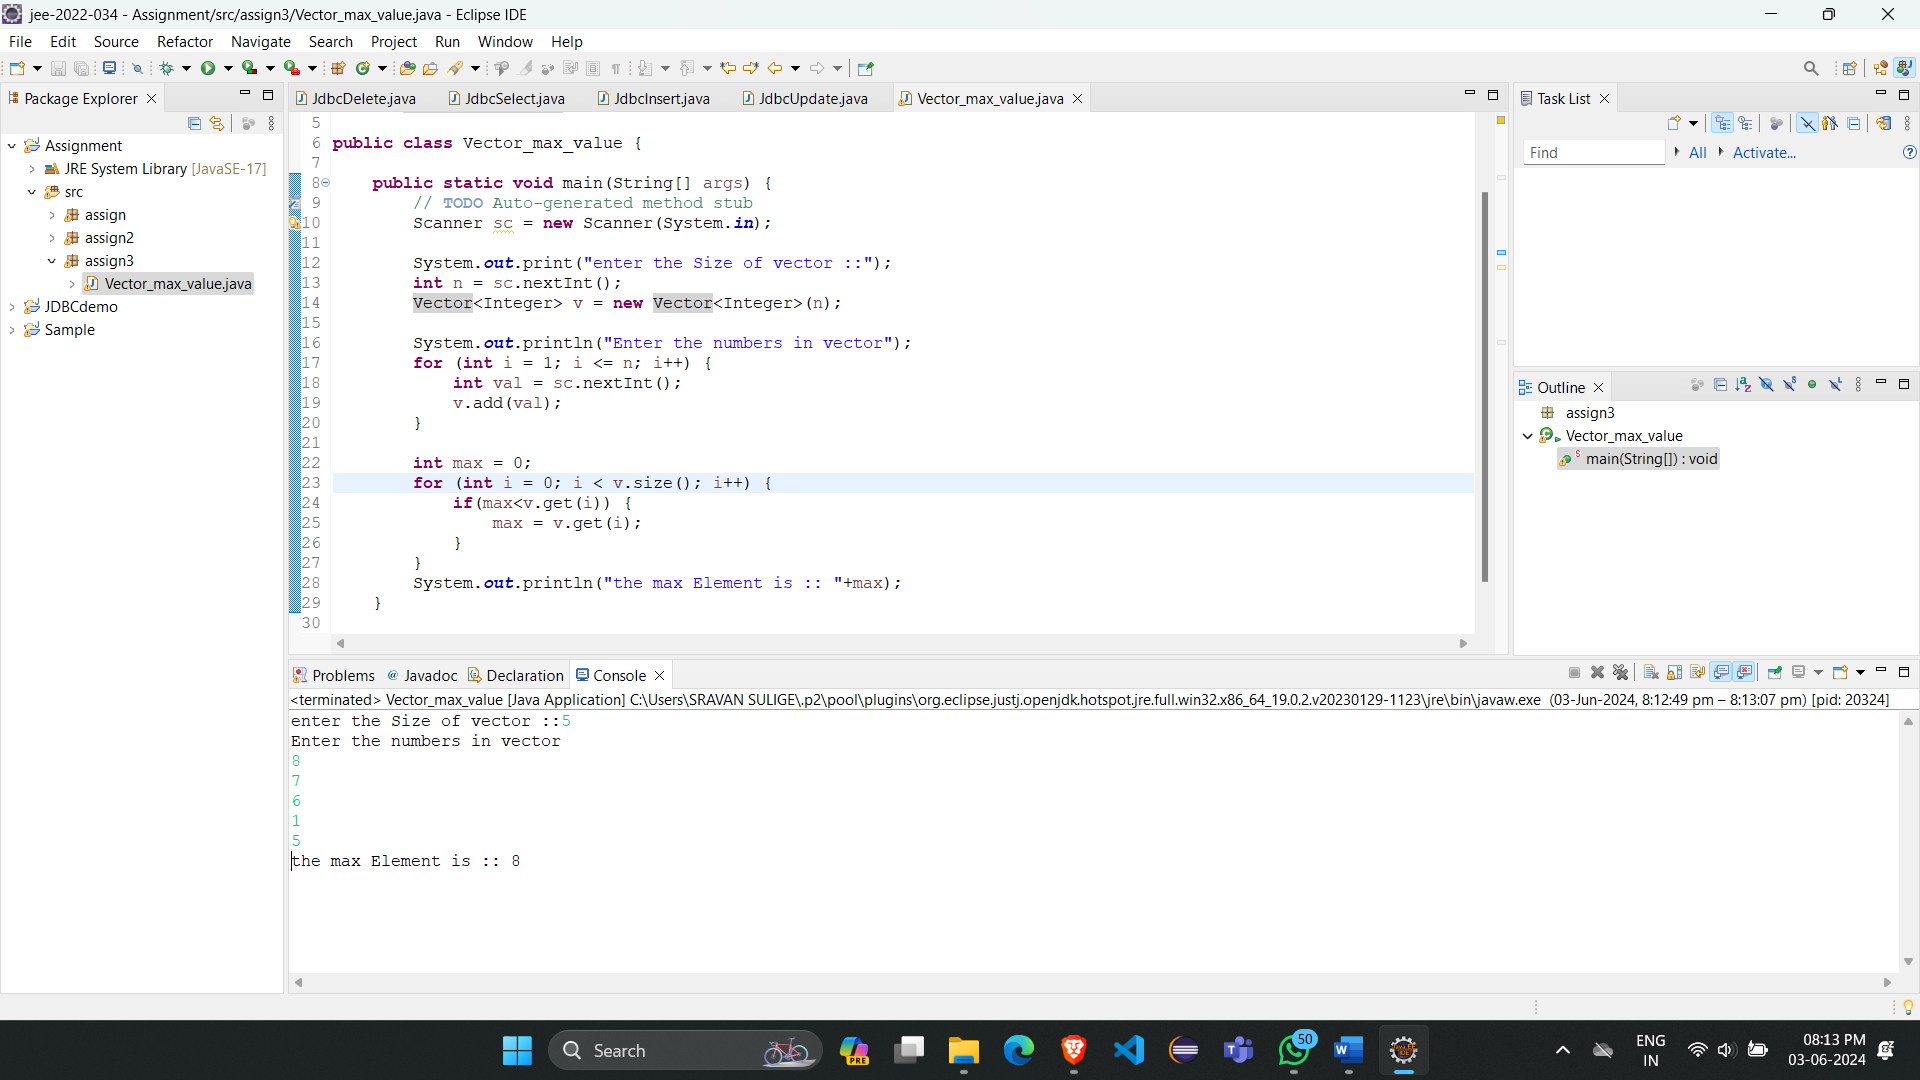 jee-2022-034 - Assignment/src/assign3/Vector_max_value.java - Eclipse IDE
File Edit Source Refactor Navigate Search Project Run Window Help
Package Explorer
Assignment
JRE System Library [JavaSE-17]
src
assign
assign2
assign3
Vector_max_value.java
JDBCdemo
Sample
JdbcDelete.java JdbcSelect.java JdbcInsert.java JdbcUpdate.java Vector_max_value.java
5
6 public class Vector_max_value {
7
8 public static void main(String[] args) {
9 // TODO Auto-generated method stub
10 Scanner sc = new Scanner(System.in);
11
12 System.out.print("enter the Size of vector ::");
13 int n = sc.nextInt();
14 Vector<Integer> v = new Vector<Integer>(n);
15
16 System.out.println("Enter the numbers in vector");
17 for (int i = 1; i <= n; i++) {
18 int val = sc.nextInt();
19 v.add(val);
20 }
21
22 int max = 0;
23 for (int i = 0; i < v.size(); i++) {
24 if(max<v.get(i)) {
25 max = v.get(i);
26 }
27 }
28 System.out.println("the max Element is :: "+max);
29 }
30
Task List
Find All Activate...
Outline
assign3
Vector_max_value
main(String[]) : void
Problems @ Javadoc Declaration Console
<terminated> Vector_max_value [Java Application] C:\Users\SRAVAN SULIGE\.p2\pool\plugins\org.eclipse.justj.openjdk.hotspot.jre.full.win32.x86_64_19.0.2.v20230129-1123\jre\bin\javaw.exe (03-Jun-2024, 8:12:49 pm – 8:13:07 pm) [pid: 20324]
enter the Size of vector ::5
Enter the numbers in vector
8
7
6
1
5
the max Element is :: 8
Search
PRE
50
ENG
IN
08:13 PM
03-06-2024